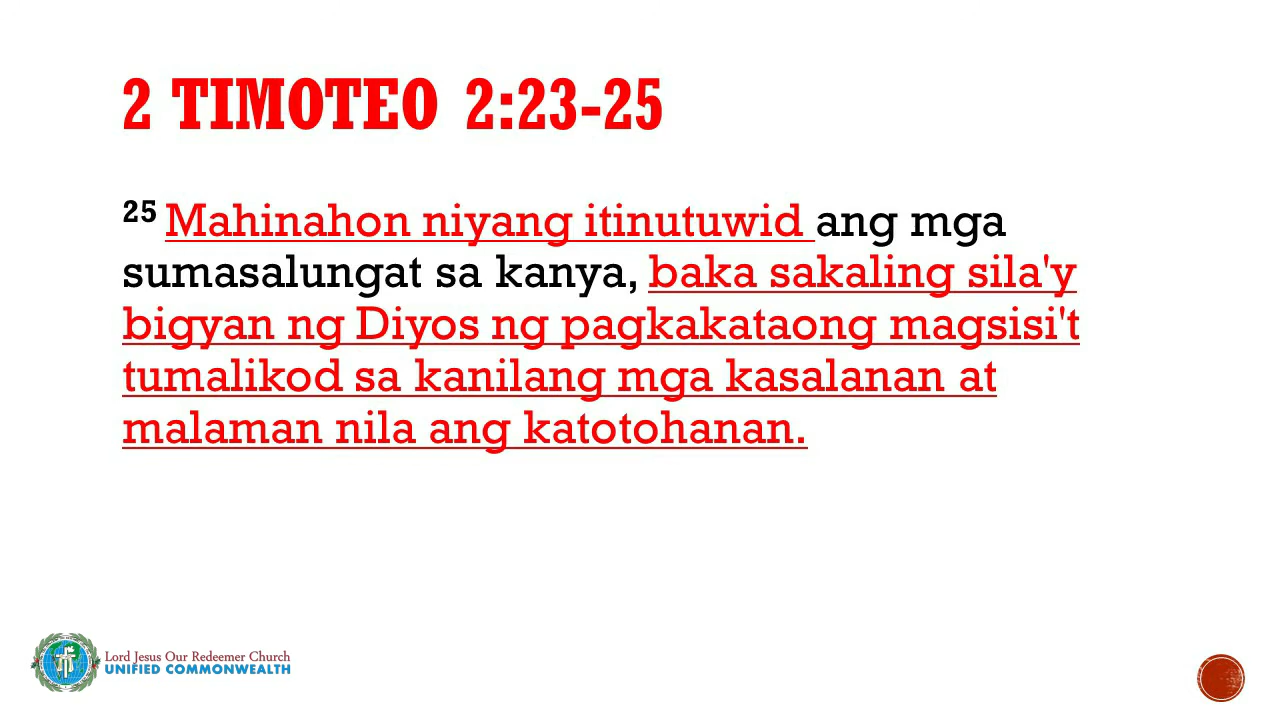 2 TIMOTEO 2:23-25
25 Mahinahon niyang itinutuwid ang mga
sumasalungat sa kanya, baka sakaling sila'y
bigyan ng Diyos ng pagkakataong magsisi't
tumalikod sa kanilang mga kasalanan at
malaman nila ang katotohanan.
Lord Jesus Our Redeemer Church
UNIFIED COMMONWEALTH